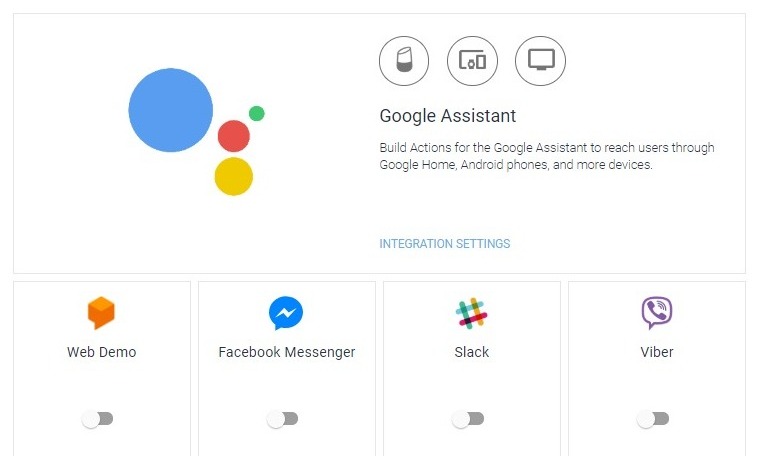 Google Assistant
Build Actions for the Google Assistant to reach users through
Google Home, Android phones, and more devices.
INTEGRATION SETTINGS
Web Demo
Facebook Messenger
Slack
Viber